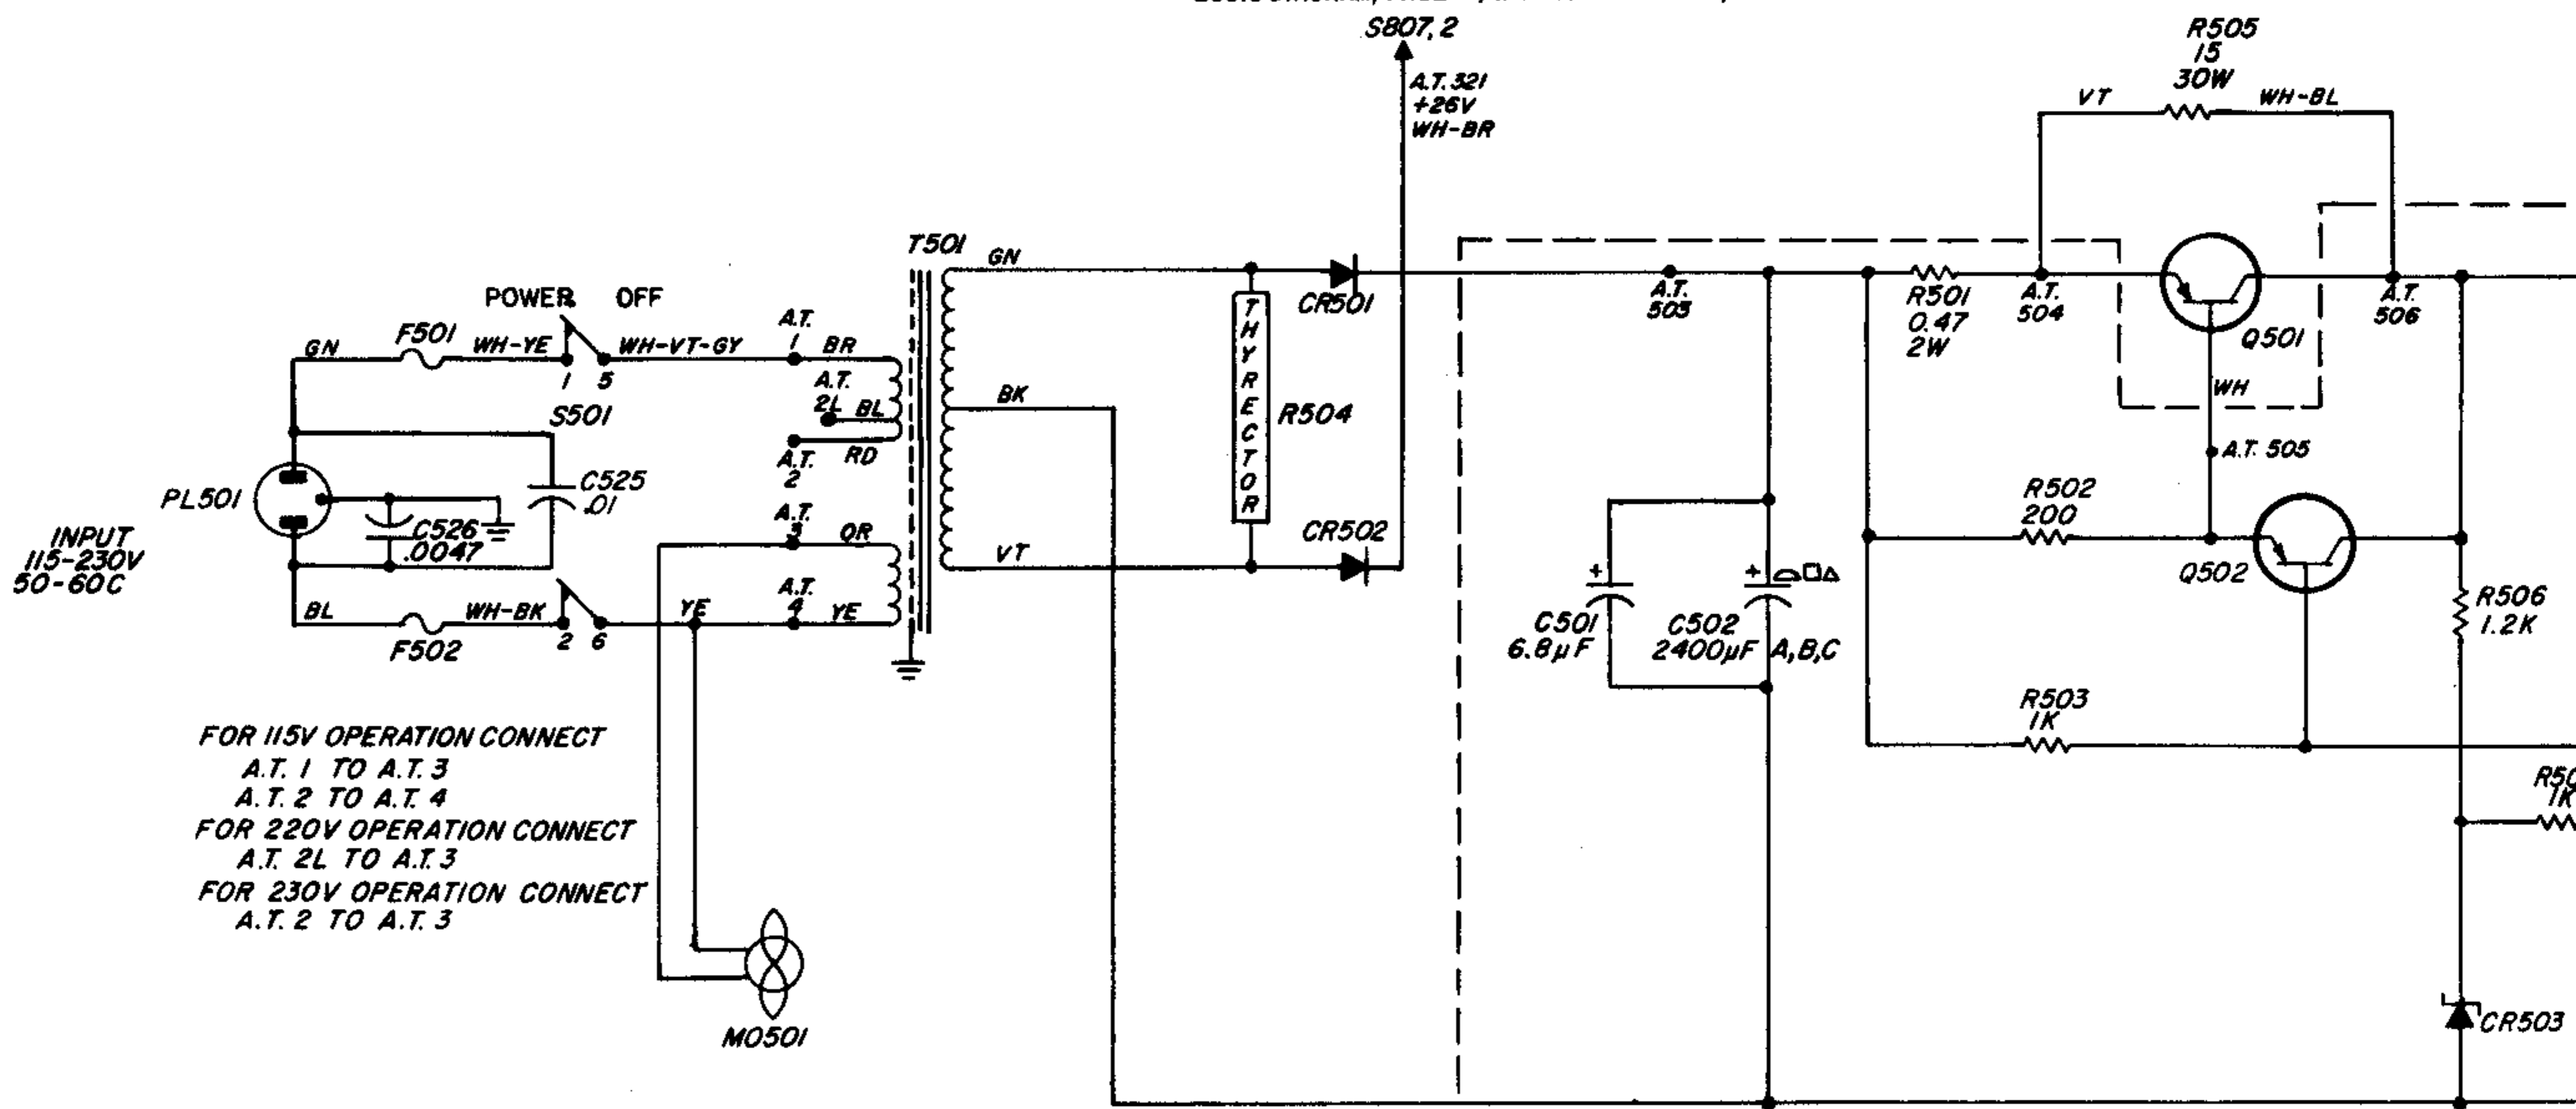 S807, 2
A.T. 321
+26V
WH-BR
R505
15
30W
VT
WH-BL
T501
GN
CR501
A.T.
503
R501
0.47
2W
A.T.
504
Q501
A.T.
506
POWER OFF
F501
GN
WH-YE
1 5
S501
WH-VT-GY
A.T.
1
BR
A.T.
2L
BL
A.T.
2
RD
BK
THYRECTOR
R504
WH
A.T. 505
PL501
C525
.01
C526
.0047
INPUT
115-230V
50-60C
A.T.
3
OR
A.T.
4
YE
YE
VT
CR502
R502
200
Q502
BL
F502
WH-BK
2 6
+
C501
6.8µF
+
C502
2400µF A,B,C
R506
1.2K
R503
1K
FOR 115V OPERATION CONNECT
A.T. 1 TO A.T. 3
A.T. 2 TO A.T. 4
FOR 220V OPERATION CONNECT
A.T. 2L TO A.T. 3
FOR 230V OPERATION CONNECT
A.T. 2 TO A.T. 3
1K
MO501
CR503